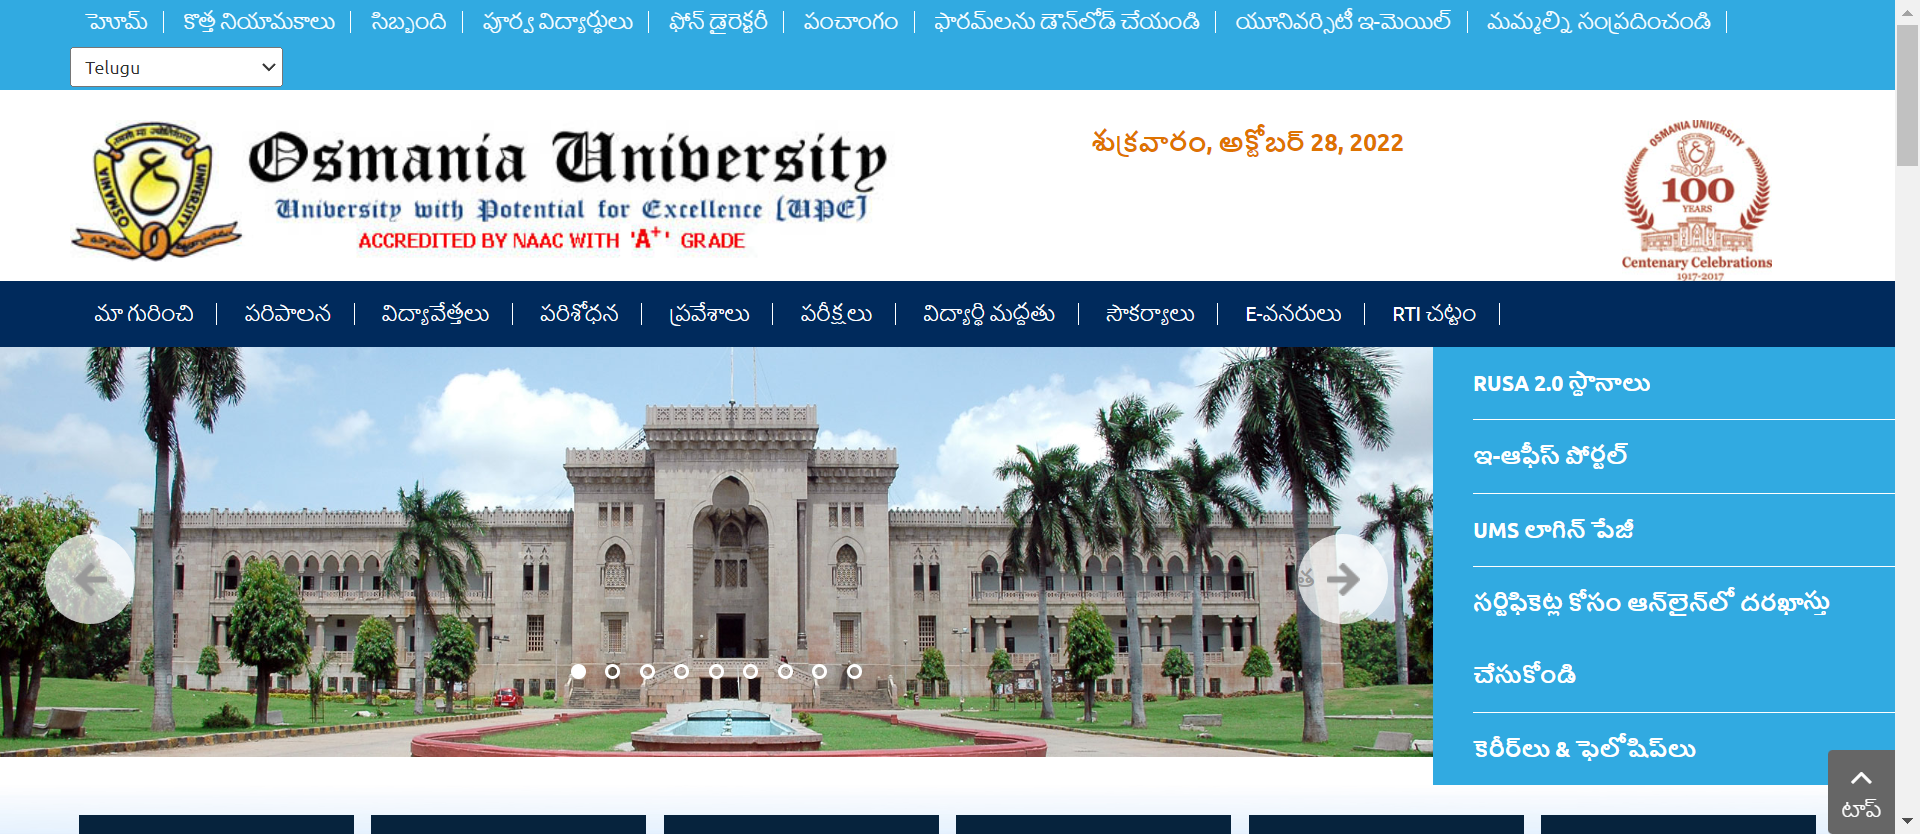 హెూమ్ కొత్త నియామకాలు సిబ్బంది పూర్వ విద్యార్థులు ఫోన్ డైరెక్టరీ పంచాంగం ఫారమ్‌లను డౌన్‌లోడ్ చేయండి యూనివర్సిటీ ఇ-మెయిల్ మమ్మల్ని సంప్రదించండి
Telugu
Osmania University
University with Potential for Excellence [UPE]
ACCREDITED BY NAAC WITH 'A+' GRADE
శుక్రవారం, అక్టోబర్ 28, 2022
OSMANIA UNIVERSITY
100
YEARS
Centenary Celebrations
1917-2017
మా గురించి పరిపాలన విద్యావేత్తలు పరిశోధన ప్రవేశాలు పరీక్షలు విద్యార్థి మద్దతు సౌకర్యాలు E-వనరులు RTI చట్టం
RUSA 2.0 స్థానాలు
ఇ-ఆఫీస్ పోర్టల్
UMS లాగిన్ పేజీ
సర్టిఫికెట్ల కోసం ఆన్‌లైన్‌లో దరఖాస్తు
చేసుకోండి
కెరీర్‌లు & ఫెలోషిప్‌లు
టాప్